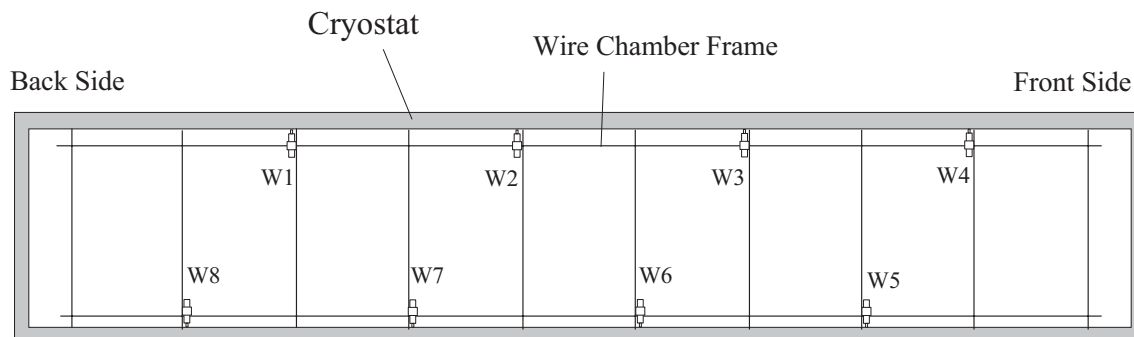 Cryostat
Wire Chamber Frame
Back Side
Front Side
W1
W2
W3
W4
W8
W7
W6
W5